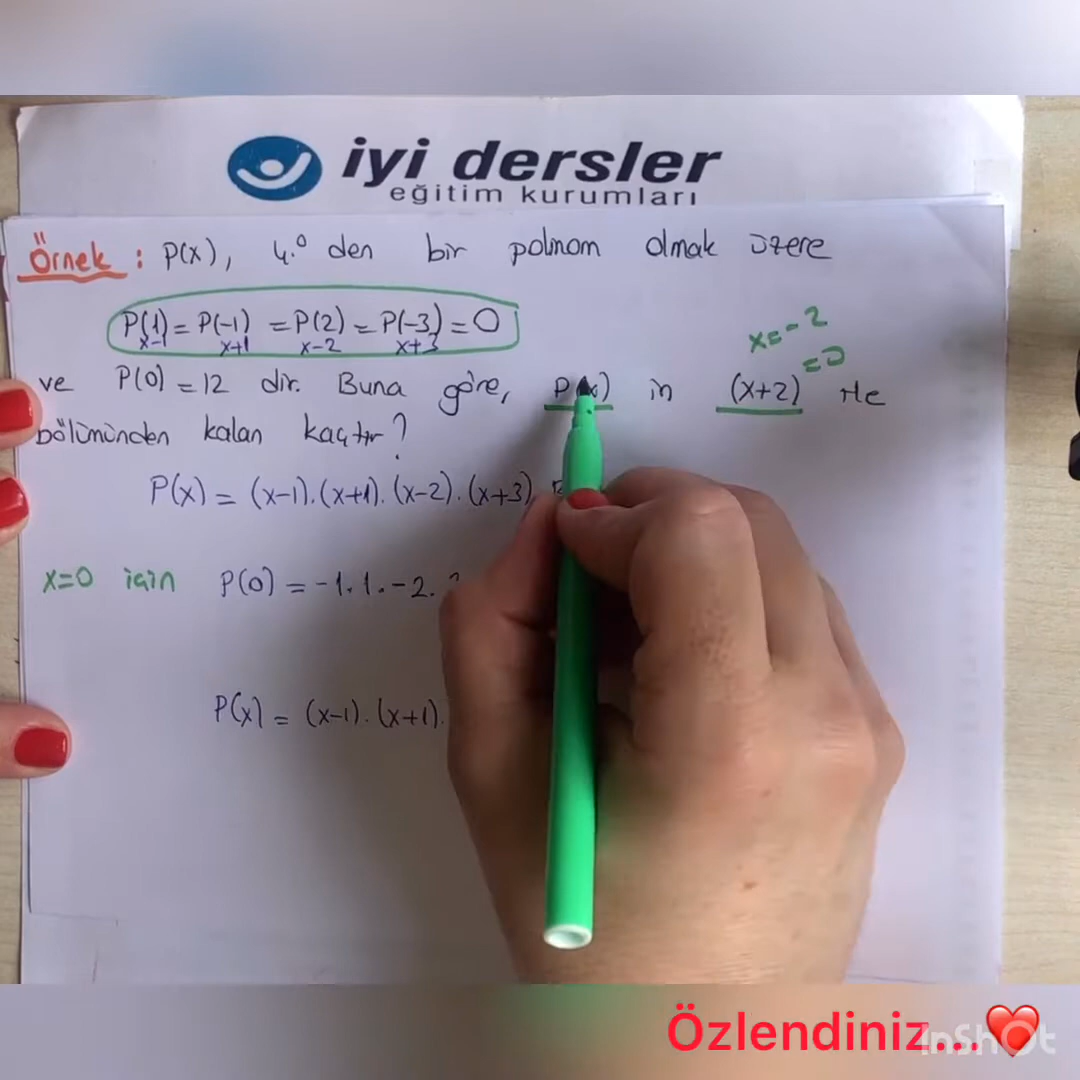 iyi dersler
eğitim kurumları
Örnek : P(x), 4.° den bir polinom olmak üzere
P(1) = P(-1) = P(2) = P(-3) = 0
x-1 x+1 x-2 x+3
x=-2
=0
ve P(0) = 12 dir. Buna göre, P(x) in (x+2) ile
bölümünden kalan kaçtır?
P(x) = (x-1).(x+1).(x-2).(x+3)
x=0 için P(0) = -1.1.-2.
P(x) = (x-1).(x+1).
Özlendiniz...❤️
InShOt